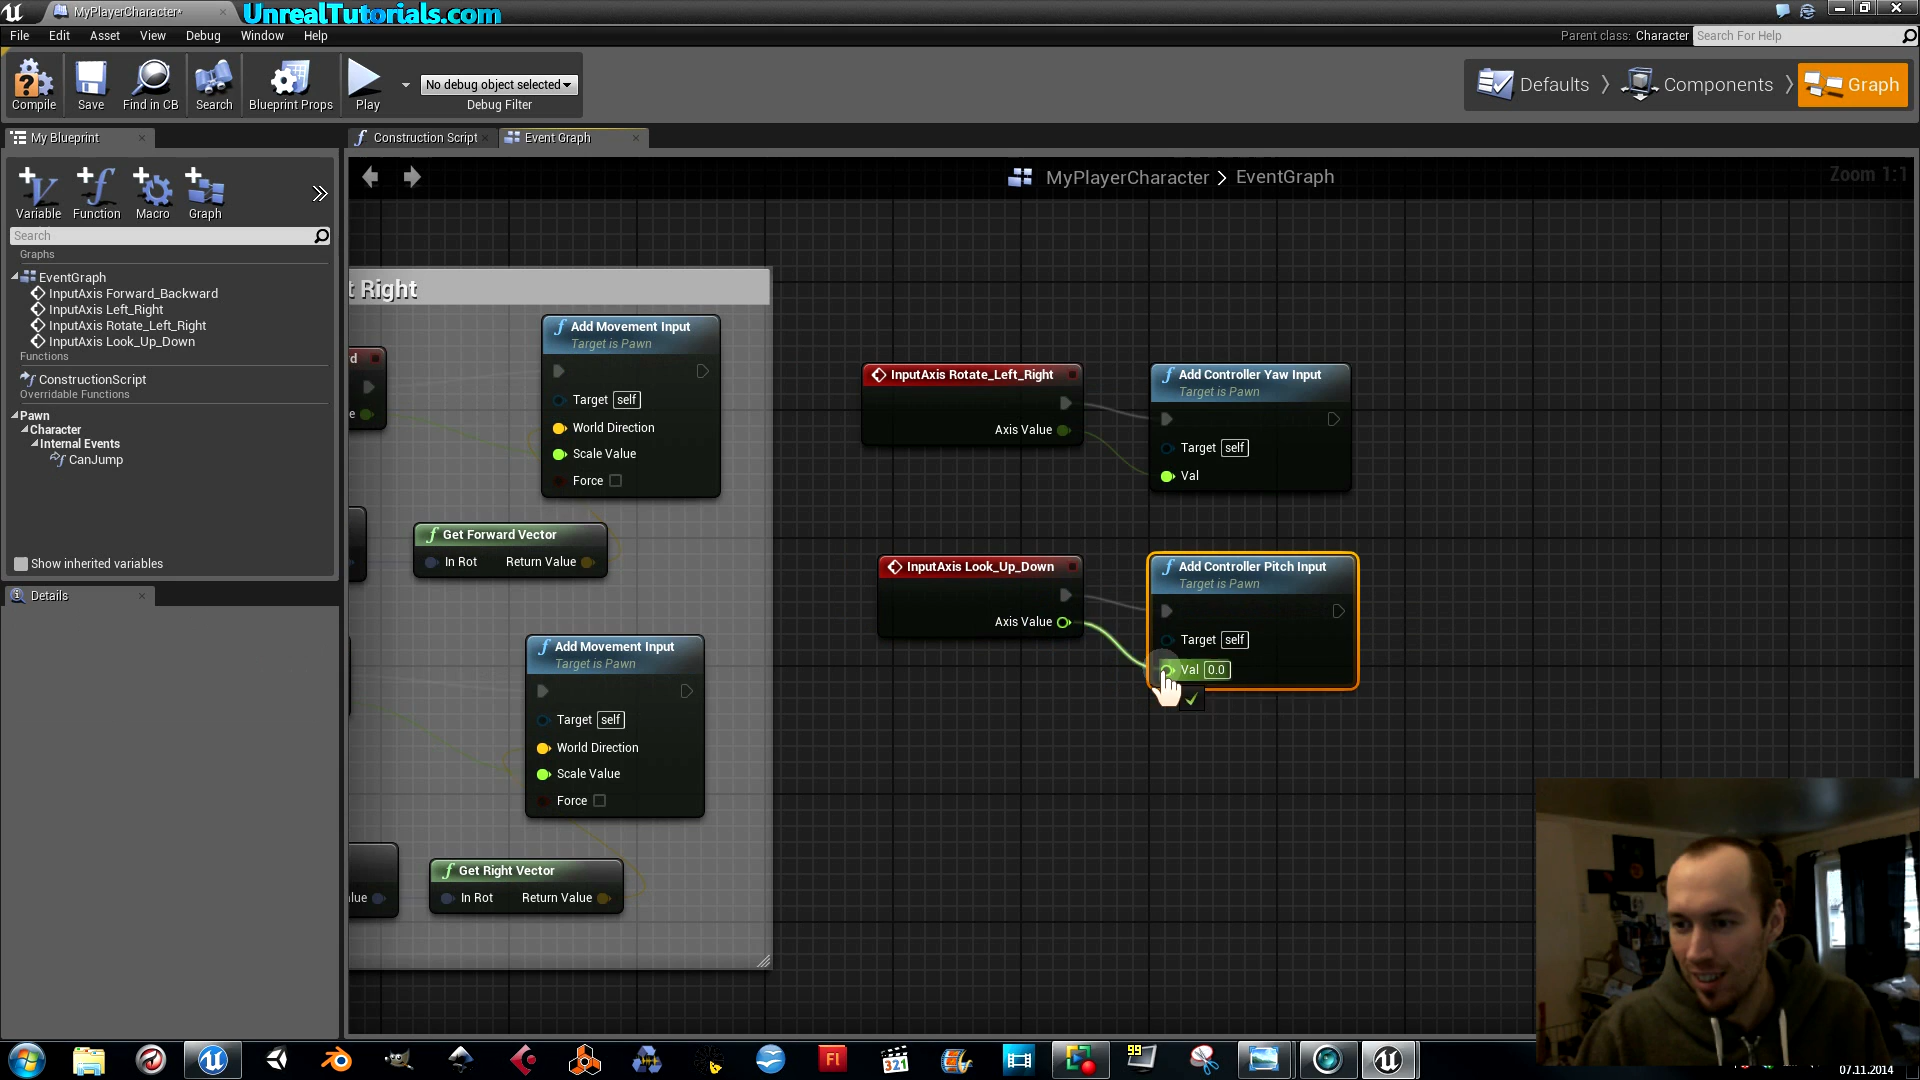 MyPlayerCharacter*
UnrealTutorials.com
File Edit Asset View Debug Window Help
Parent class: Character
Search For Help
Compile
Save
Find in CB
Search
Blueprint Props
Play
No debug object selected
Debug Filter
Defaults
Components
Graph
My Blueprint
Construction Script
Event Graph
Variable
Function
Macro
Graph
Search
Graphs
EventGraph
InputAxis Forward_Backward
InputAxis Left_Right
InputAxis Rotate_Left_Right
InputAxis Look_Up_Down
Functions
ConstructionScript
Overridable Functions
Pawn
Character
Internal Events
CanJump
Show inherited variables
Details
MyPlayerCharacter > EventGraph
Zoom 1:1
t Right
d
e
Add Movement Input
Target is Pawn
Target self
World Direction
Scale Value
Force
Get Forward Vector
In Rot Return Value
Add Movement Input
Target is Pawn
Target self
World Direction
Scale Value
Force
lue
Get Right Vector
In Rot Return Value
InputAxis Rotate_Left_Right
Axis Value
Add Controller Yaw Input
Target is Pawn
Target self
Val
InputAxis Look_Up_Down
Axis Value
Add Controller Pitch Input
Target is Pawn
Target self
Val 0.0
Fl
321
99
07.11.2014